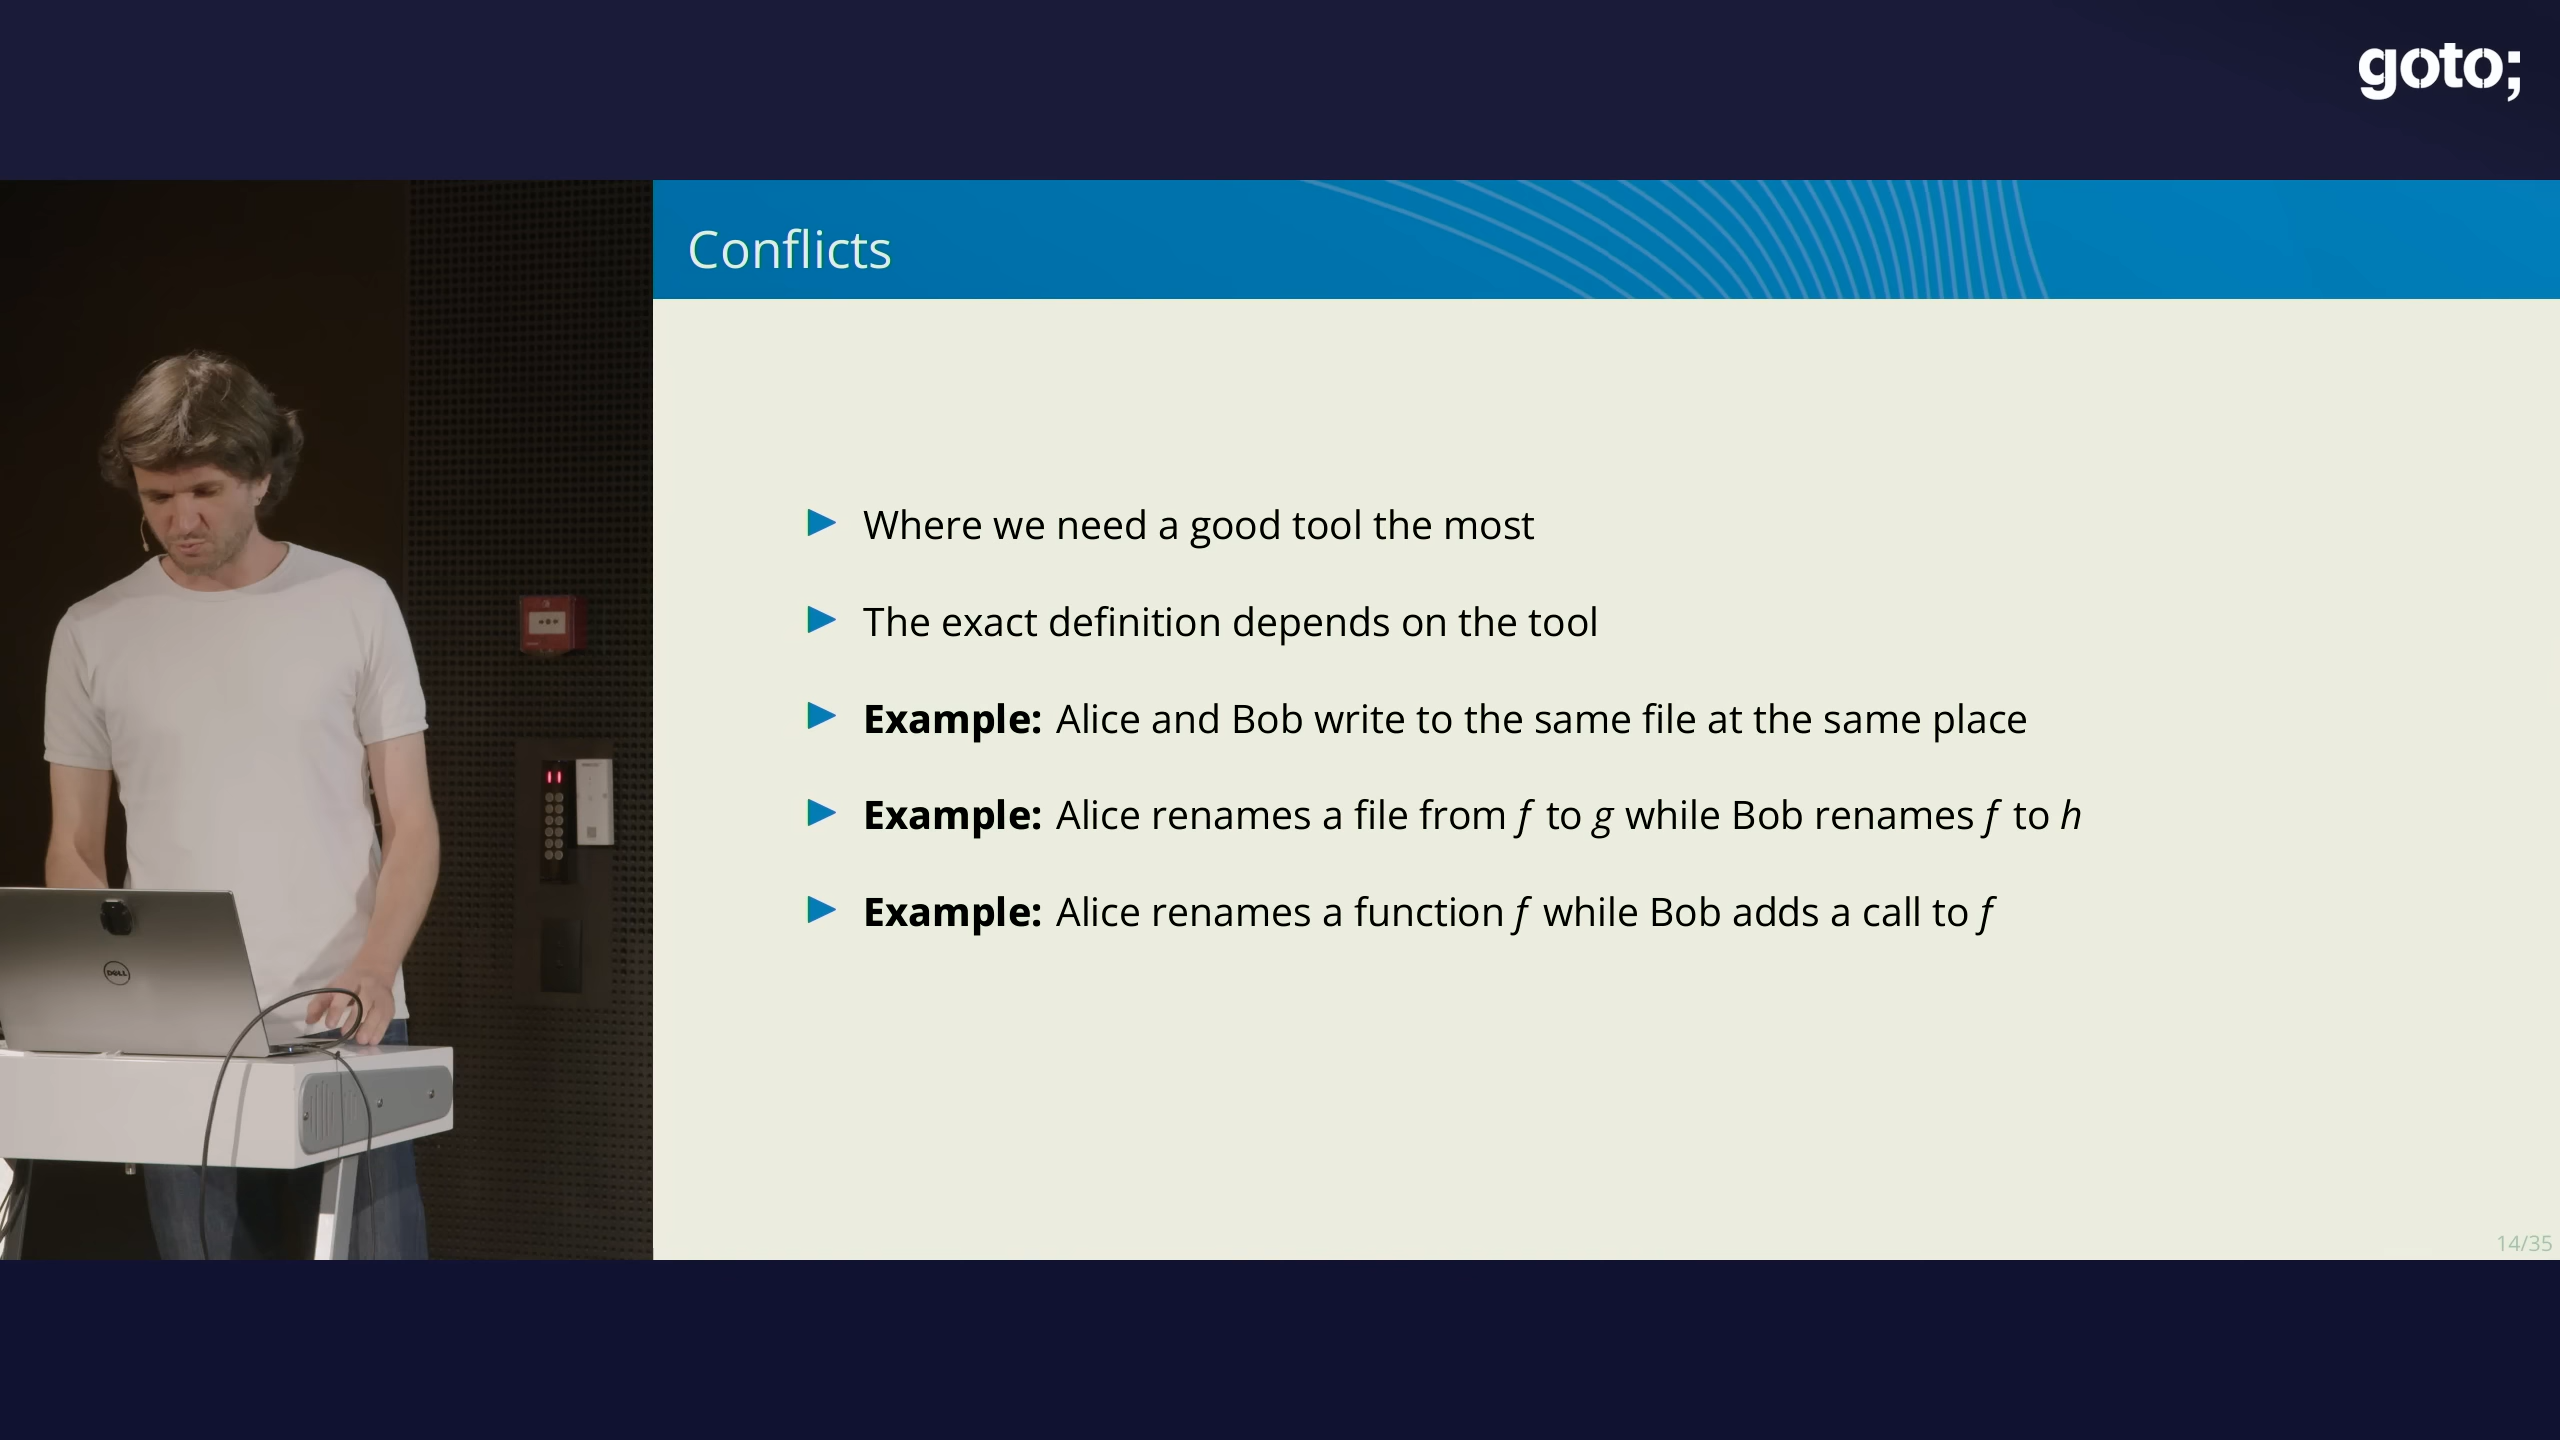 goto;
Conflicts
Where we need a good tool the most
The exact definition depends on the tool
Example: Alice and Bob write to the same file at the same place
Example: Alice renames a file from f to g while Bob renames f to h
Example: Alice renames a function f while Bob adds a call to f
DELL
14/35